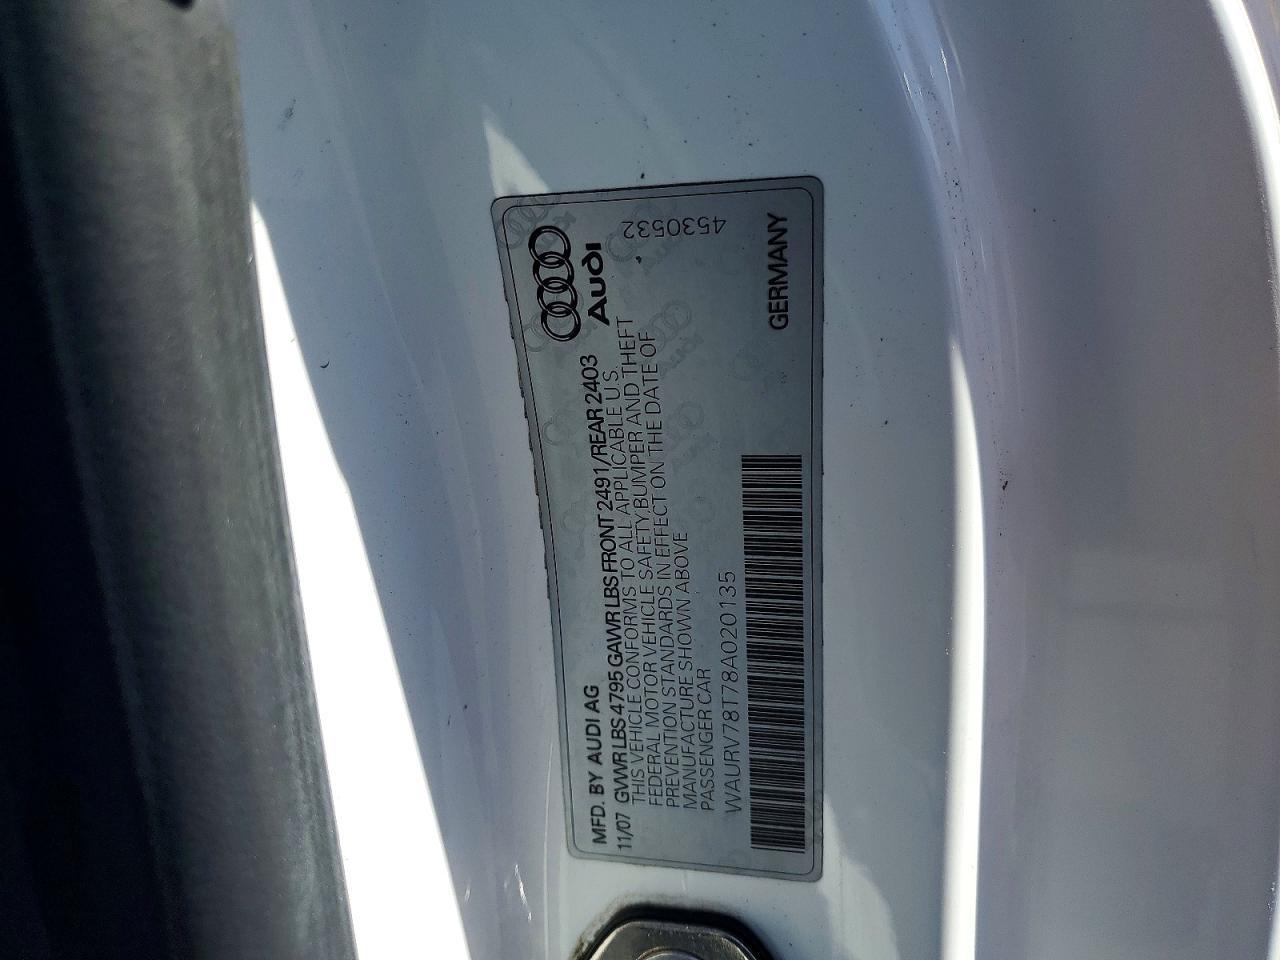 MFD. BY AUDI AG
11/07 GVWR LBS 4795 GAWR LBS FRONT 2491/REAR 2403
THIS VEHICLE CONFORMS TO ALL APPLICABLE U.S.
FEDERAL MOTOR VEHICLE SAFETY,BUMPER AND THEFT
PREVENTION STANDARDS IN EFFECT ON THE DATE OF
MANUFACTURE SHOWN ABOVE
PASSENGER CAR
WAURV78T78A020135
Audi
4530532
GERMANY